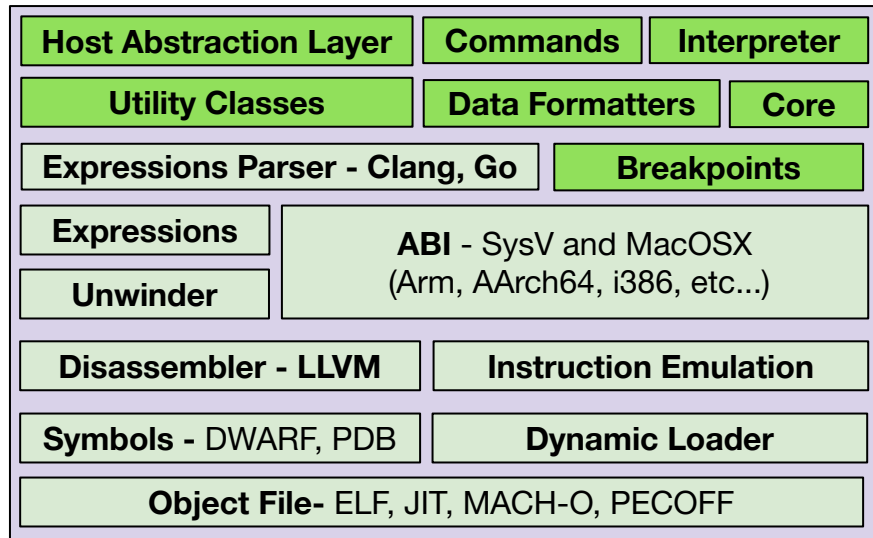 Host Abstraction Layer
Commands
Interpreter
Utility Classes
Data Formatters
Core
Expressions Parser - Clang, Go
Breakpoints
Expressions
Unwinder
ABI - SysV and MacOSX
(Arm, AArch64, i386, etc...)
Disassembler - LLVM
Instruction Emulation
Symbols - DWARF, PDB
Dynamic Loader
Object File- ELF, JIT, MACH-O, PECOFF